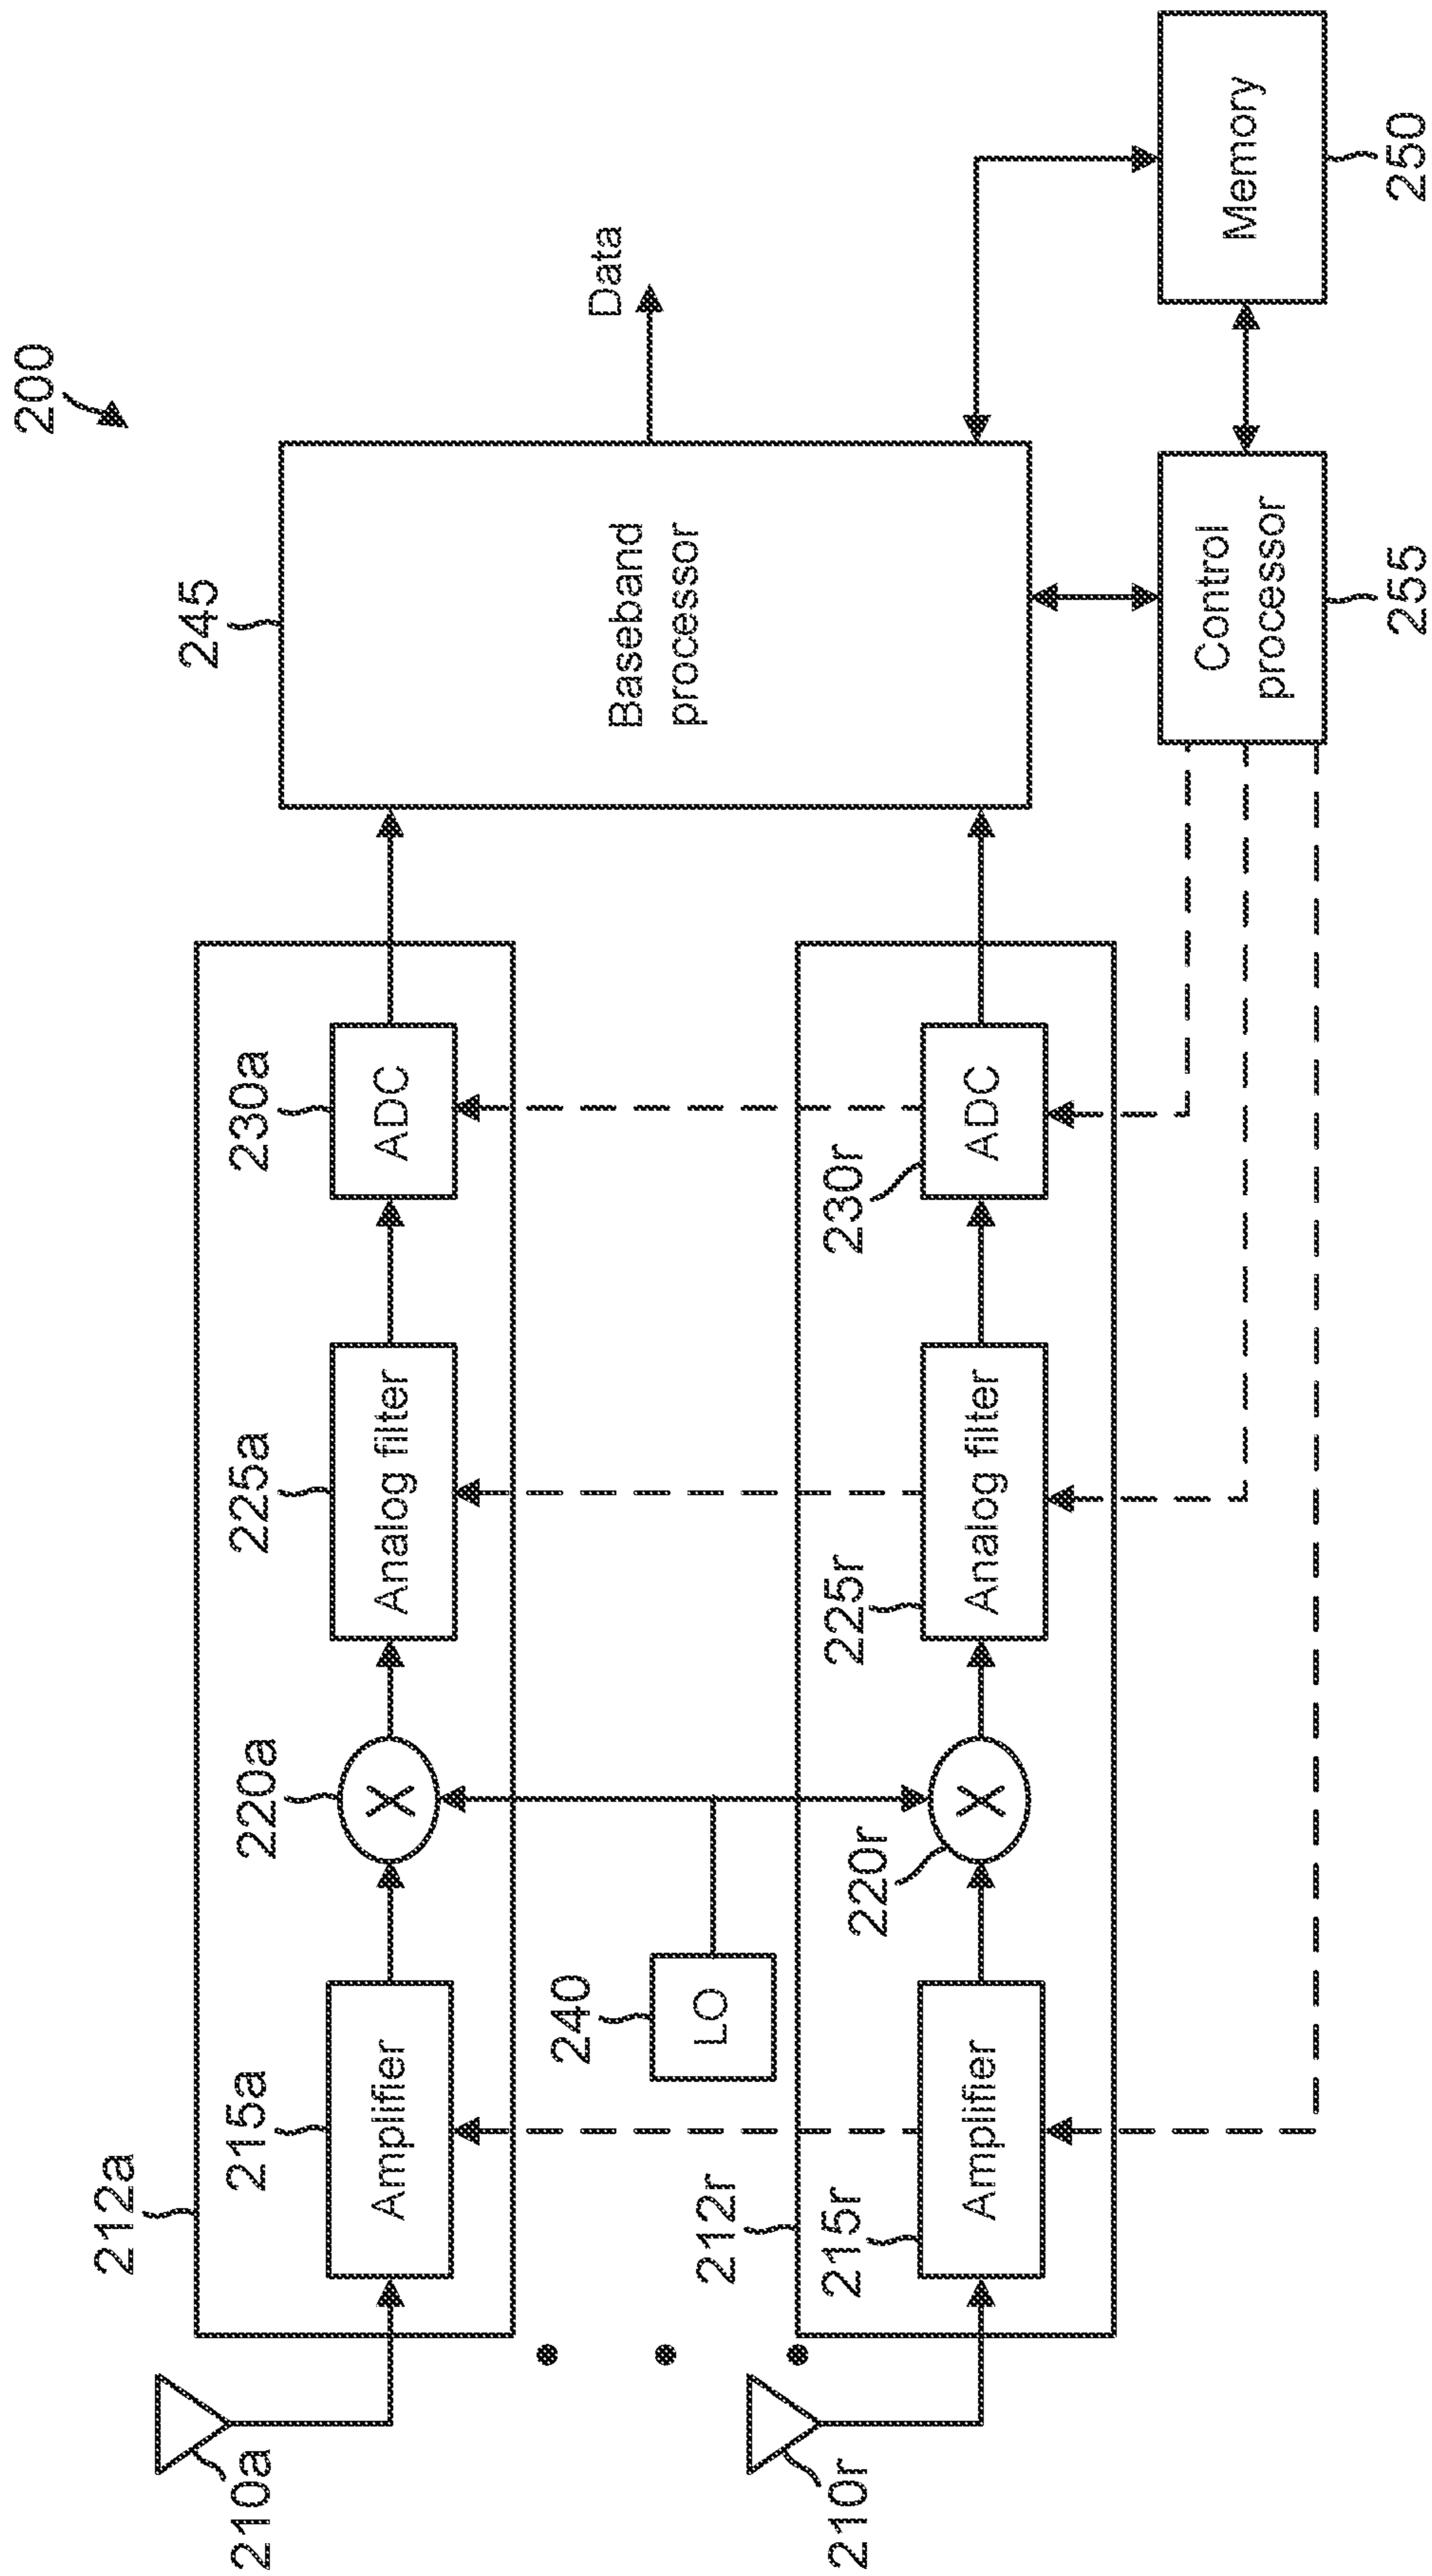 200
212a
215a
220a
225a
230a
245
210a
Amplifier
X
Analog filter
ADC
Baseband
processor
Data
240
LO
212r
215r
220r
225r
230r
210r
Amplifier
X
Analog filter
ADC
Control
processor
Memory
255
250